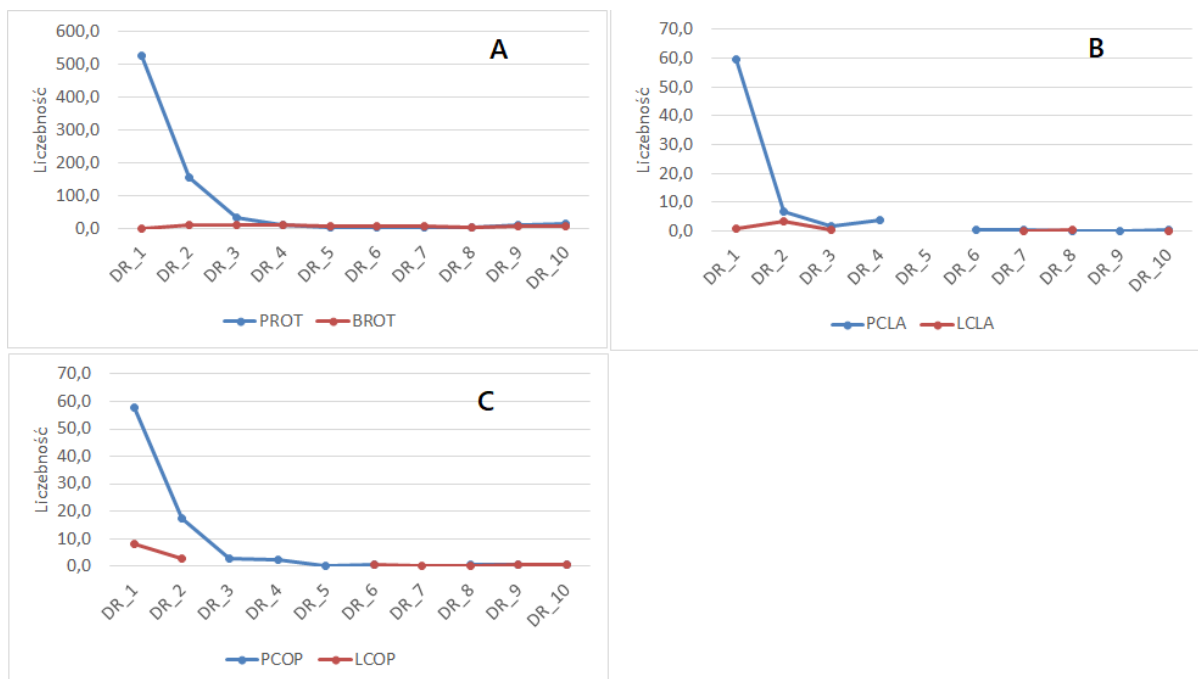 A
Liczebność
600,0
500,0
400,0
300,0
200,0
100,0
0,0
DR_1 DR_2 DR_3 DR_4 DR_5 DR_6 DR_7 DR_8 DR_9 DR_10
PROT BROT
B
Liczebność
70,0
60,0
50,0
40,0
30,0
20,0
10,0
0,0
DR_1 DR_2 DR_3 DR_4 DR_5 DR_6 DR_7 DR_8 DR_9 DR_10
PCLA LCLA
C
Liczebność
70,0
60,0
50,0
40,0
30,0
20,0
10,0
0,0
DR_1 DR_2 DR_3 DR_4 DR_5 DR_6 DR_7 DR_8 DR_9 DR_10
PCOP LCOP